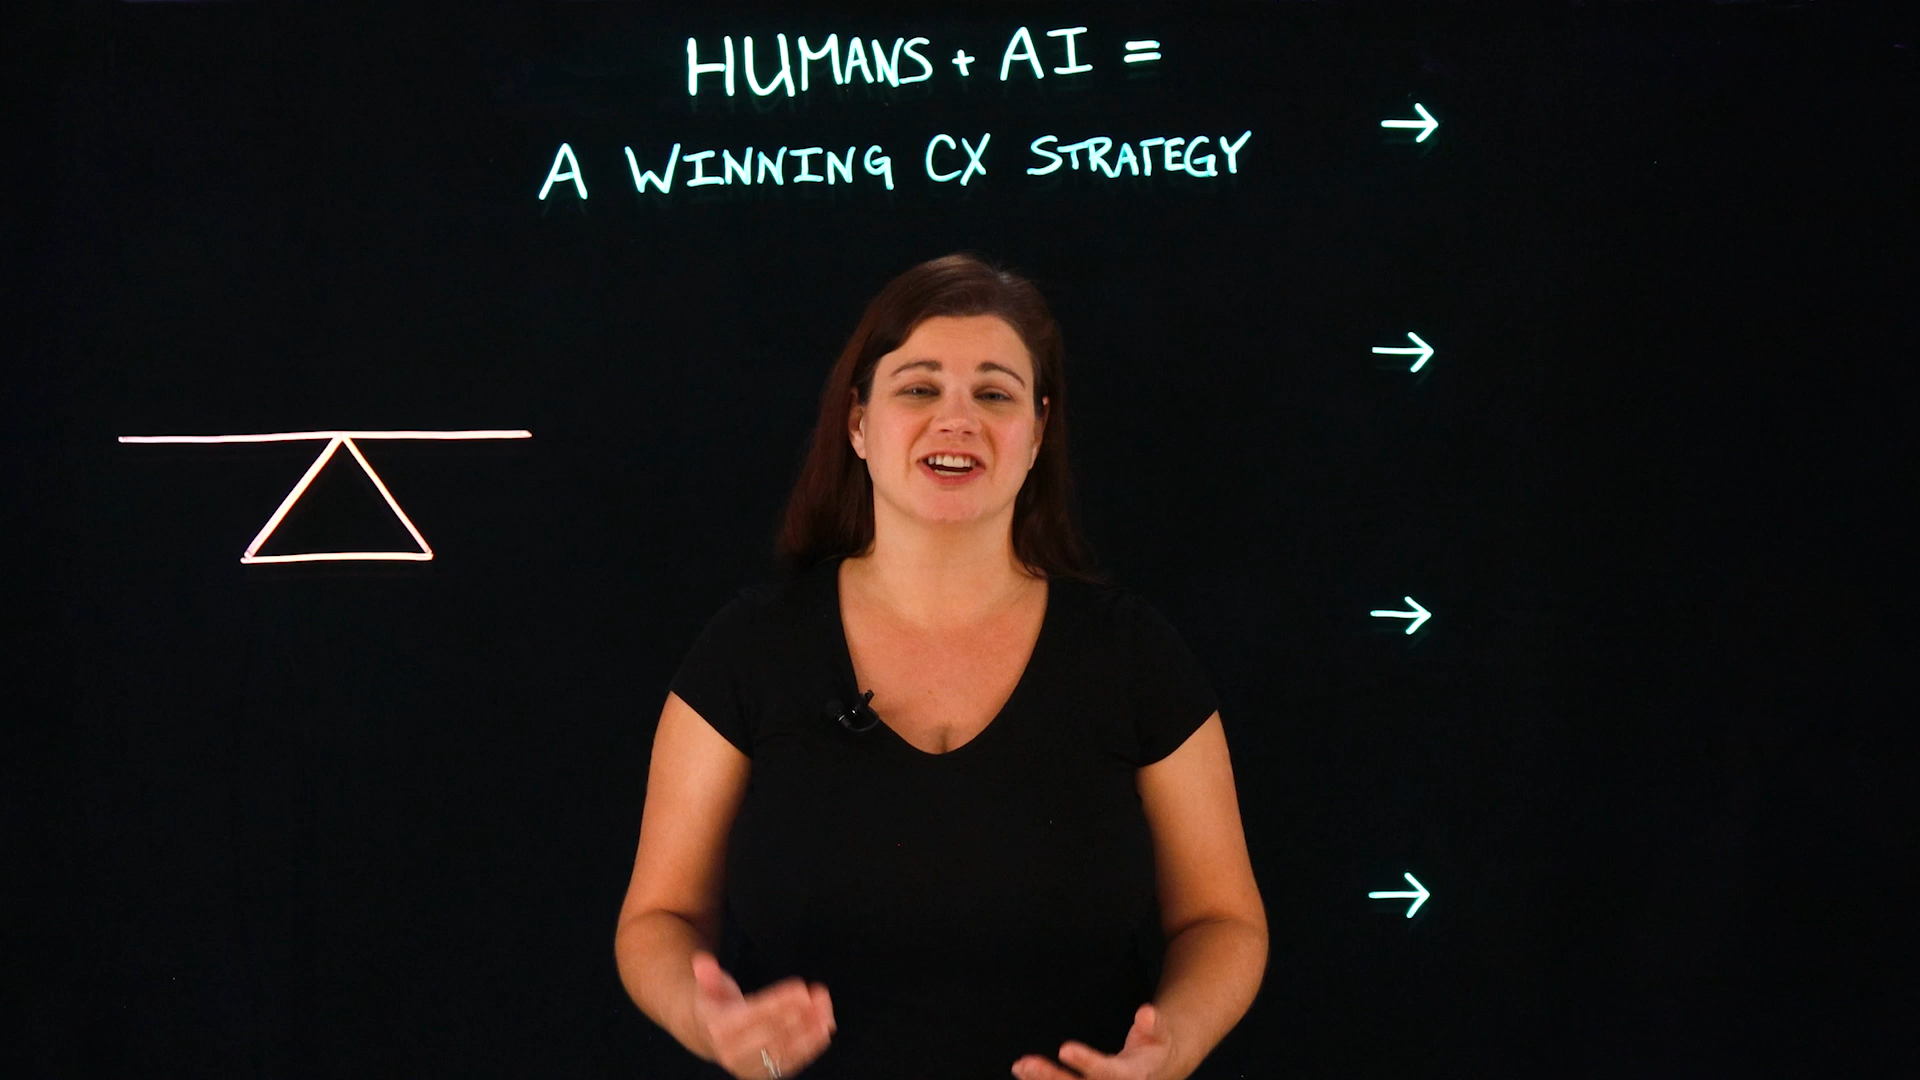 HUMANS + AI =
A WINNING CX STRATEGY